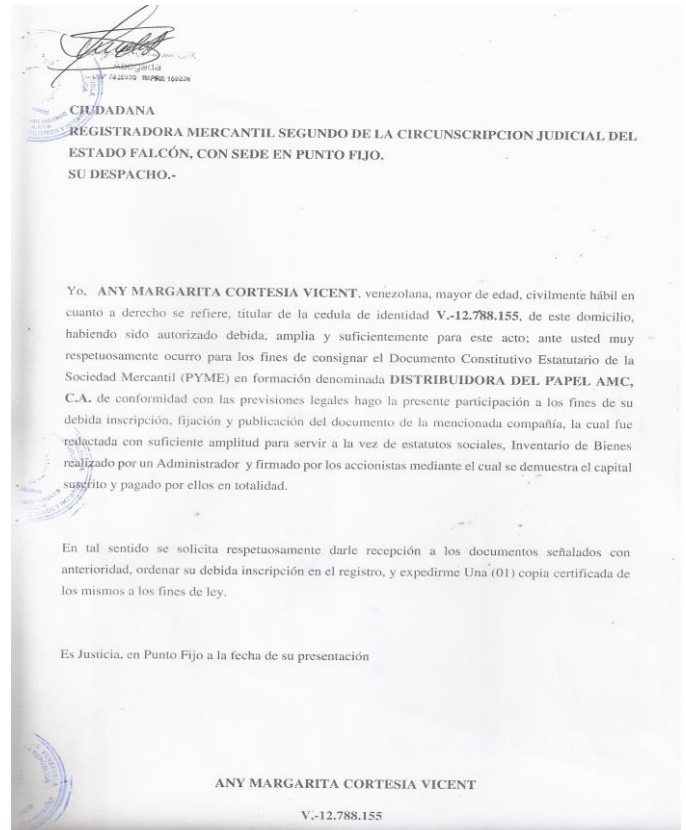 Abogada
CIUDADANA
REGISTRADORA MERCANTIL SEGUNDO DE LA CIRCUNSCRIPCION JUDICIAL DEL
ESTADO FALCÓN, CON SEDE EN PUNTO FIJO.
SU DESPACHO.-
Yo, ANY MARGARITA CORTESIA VICENT, venezolana, mayor de edad, civilmente hábil en
cuanto a derecho se refiere, titular de la cedula de identidad V.-12.788.155, de este domicilio,
habiendo sido autorizado debida, amplia y suficientemente para este acto; ante usted muy
respetuosamente ocurro para los fines de consignar el Documento Constitutivo Estatutario de la
Sociedad Mercantil (PYME) en formación denominada DISTRIBUIDORA DEL PAPEL AMC,
C.A. de conformidad con las previsiones legales hago la presente participación a los fines de su
debida inscripción, fijación y publicación del documento de la mencionada compañía, la cual fue
redactada con suficiente amplitud para servir a la vez de estatutos sociales, Inventario de Bienes
realizado por un Administrador y firmado por los accionistas mediante el cual se demuestra el capital
suscrito y pagado por ellos en totalidad.
En tal sentido se solicita respetuosamente darle recepción a los documentos señalados con
anterioridad, ordenar su debida inscripción en el registro, y expedirme Una (01) copia certificada de
los mismos a los fines de ley.
Es Justicia, en Punto Fijo a la fecha de su presentación
ANY MARGARITA CORTESIA VICENT
V.-12.788.155